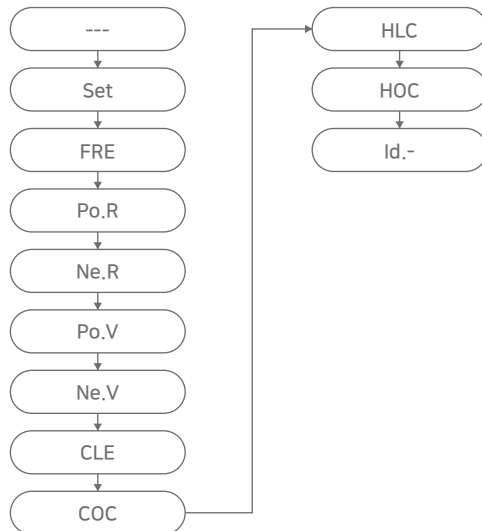 ---
Set
FRE
Po.R
Ne.R
Po.V
Ne.V
CLE
COC
HLC
HOC
Id.-